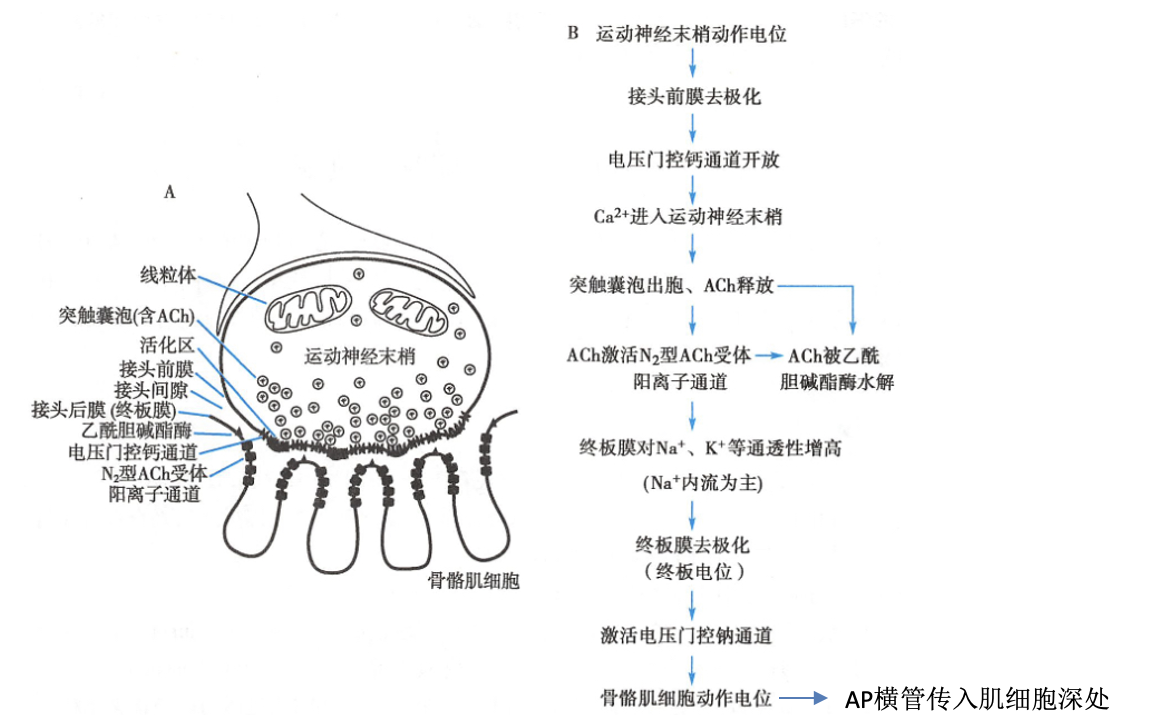 A
线粒体
突触囊泡(含ACh)
活化区
接头前膜
接头间隙
接头后膜(终板膜)
乙酰胆碱酯酶
电压门控钙通道
N₂型ACh受体
阳离子通道
运动神经末梢
骨骼肌细胞
B 运动神经末梢动作电位
接头前膜去极化
电压门控钙通道开放
Ca²⁺进入运动神经末梢
突触囊泡出胞、ACh释放
ACh激活N₂型ACh受体
阳离子通道
ACh被乙酰
胆碱酯酶水解
终板膜对Na⁺、K⁺等通透性增高
(Na⁺内流为主)
终板膜去极化
(终板电位)
激活电压门控钠通道
骨骼肌细胞动作电位
AP横管传入肌细胞深处